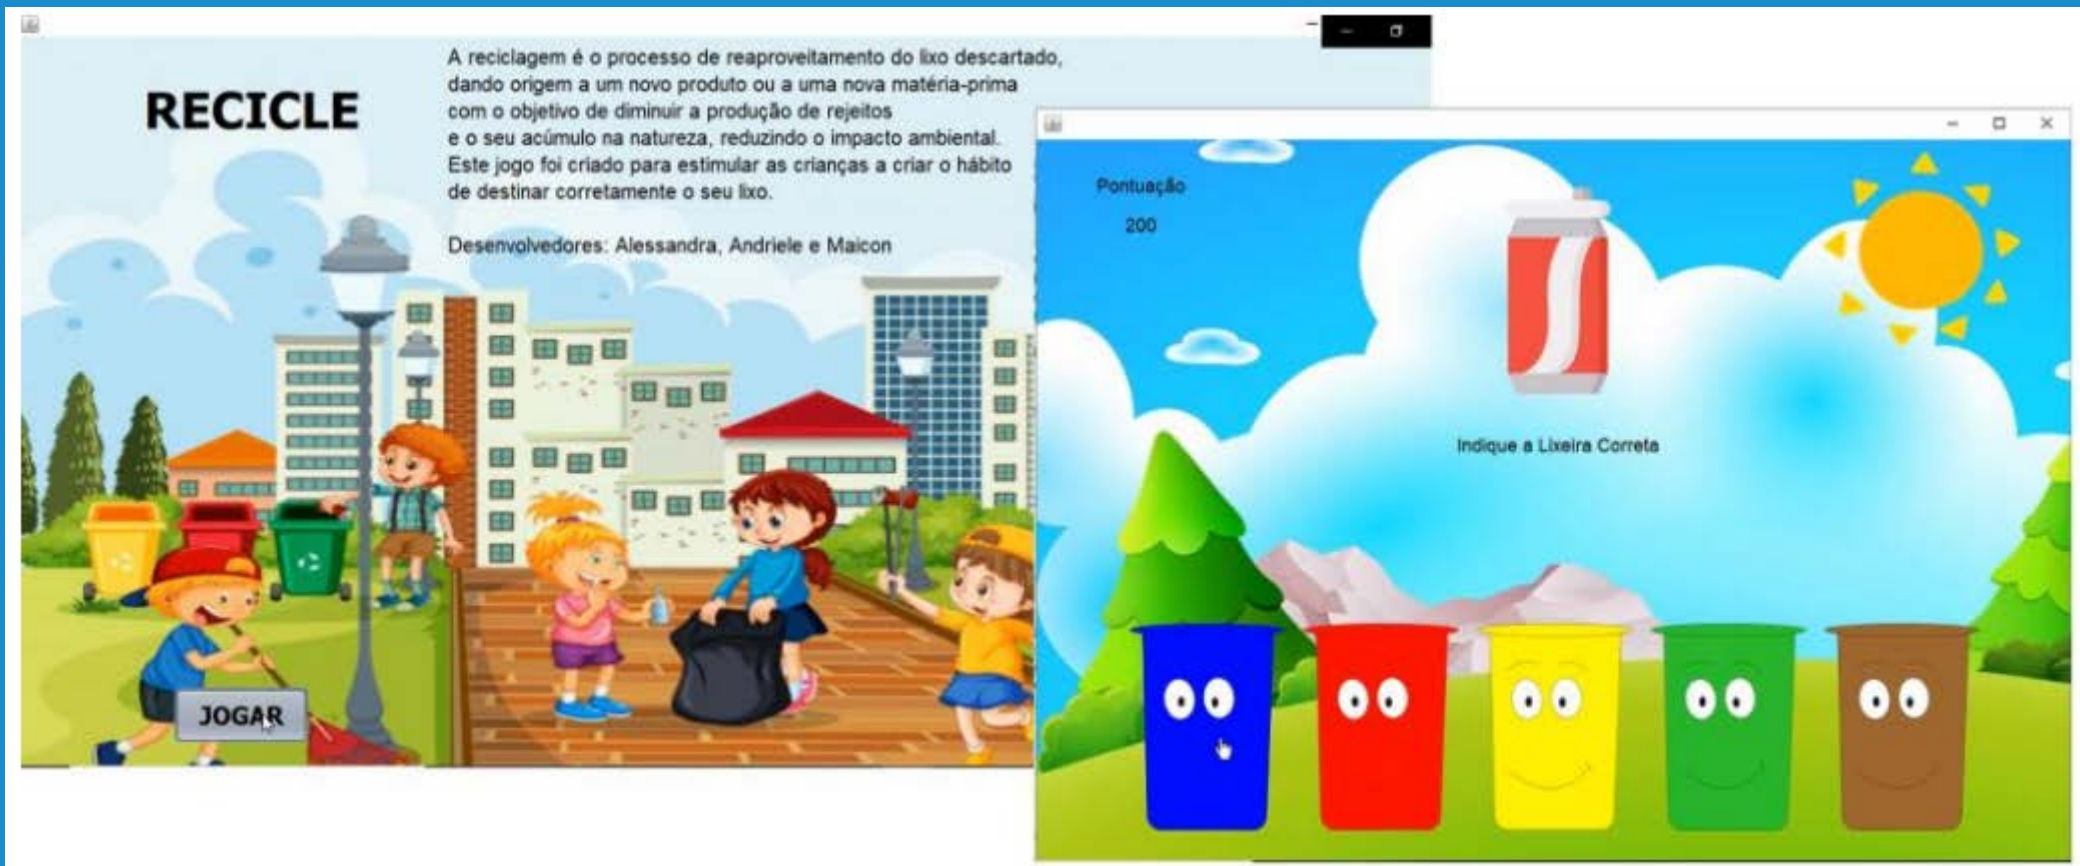 RECICLE
A reciclagem é o processo de reaproveitamento do lixo descartado,
dando origem a um novo produto ou a uma nova matéria-prima
com o objetivo de diminuir a produção de rejeitos
e o seu acúmulo na natureza, reduzindo o impacto ambiental.
Este jogo foi criado para estimular as crianças a criar o hábito
de destinar corretamente o seu lixo.
Desenvolvedores: Alessandra, Andriele e Maicon
JOGAR
Pontuação
200
Indique a Lixeira Correta